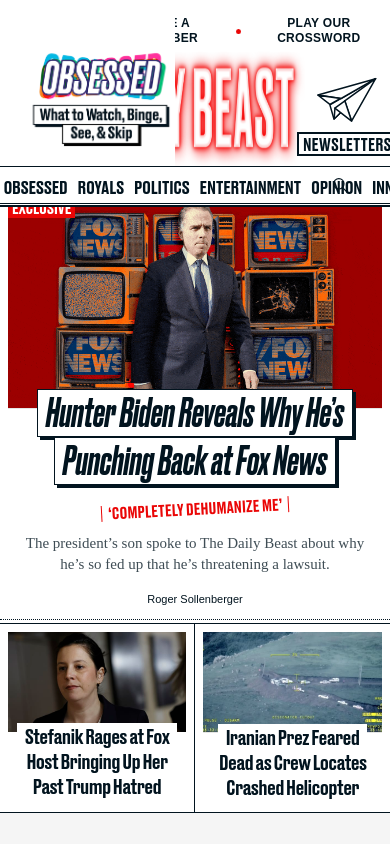 E A
BER
PLAY OUR
CROSSWORD
OBSESSED
What to Watch, Binge,
See, & Skip
Y BEAST
NEWSLETTERS
OBSESSED ROYALS POLITICS ENTERTAINMENT OPINION INN
EXCLUSIVE
FOX
NEWS
FOX
NEWS
FOX
NEWS
FOX
NEWS
FOX
NEWS
Hunter Biden Reveals Why He’s
Punching Back at Fox News
‘COMPLETELY DEHUMANIZE ME’
The president’s son spoke to The Daily Beast about why
he’s so fed up that he’s threatening a lawsuit.
Roger Sollenberger
Stefanik Rages at Fox
Host Bringing Up Her
Past Trump Hatred
Iranian Prez Feared
Dead as Crew Locates
Crashed Helicopter